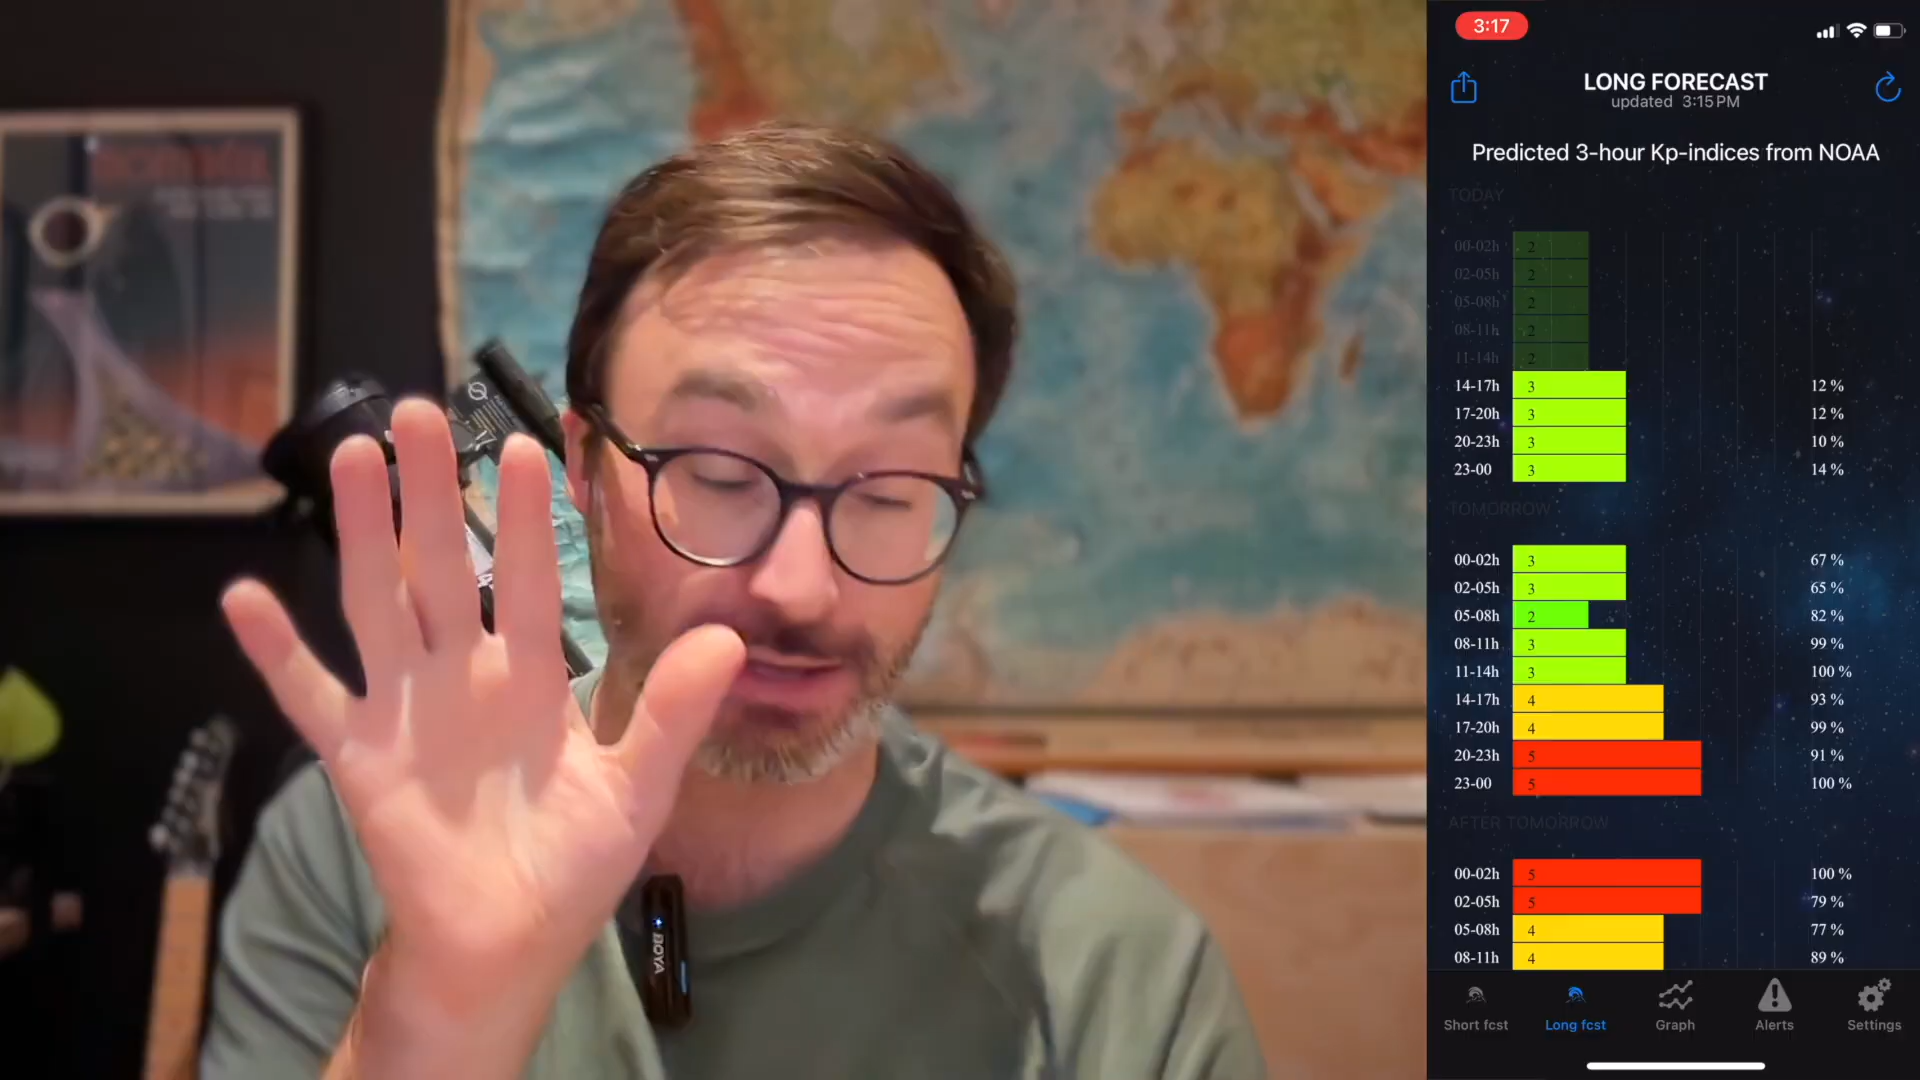 3:17
LONG FORECAST
updated 3:15 PM
Predicted 3-hour Kp-indices from NOAA
TODAY
00-02h 2
02-05h 2
05-08h 2
08-11h 2
11-14h 2
14-17h 3 12 %
17-20h 3 12 %
20-23h 3 10 %
23-00 3 14 %
TOMORROW
00-02h 3 67 %
02-05h 3 65 %
05-08h 2 82 %
08-11h 3 99 %
11-14h 3 100 %
14-17h 4 93 %
17-20h 4 99 %
20-23h 5 91 %
23-00 5 100 %
AFTER TOMORROW
00-02h 5 100 %
02-05h 5 79 %
05-08h 4 77 %
08-11h 4 89 %
Short fcst Long fcst Graph Alerts Settings
BOYA